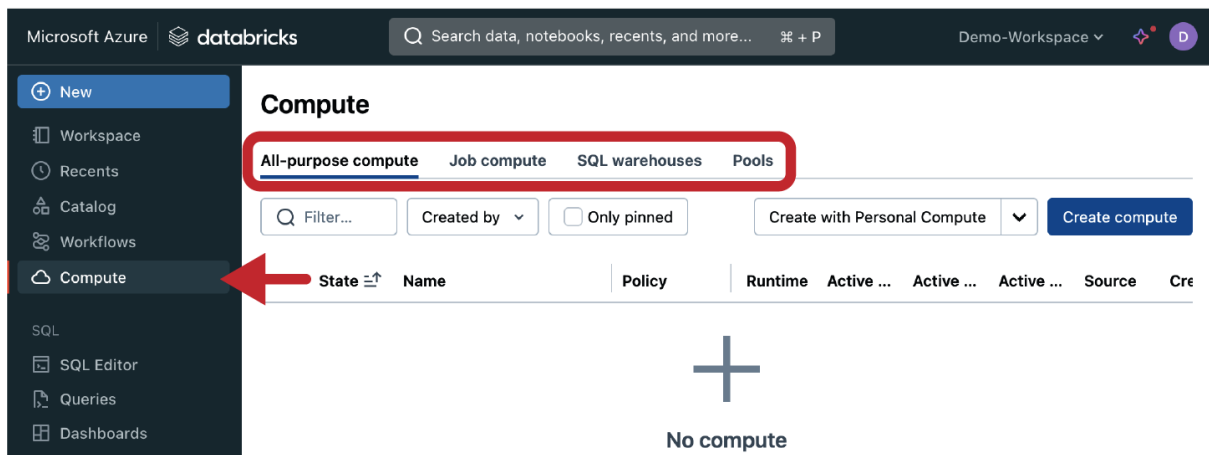 Microsoft Azure databricks Search data, notebooks, recents, and more... ⌘ + P Demo-Workspace D
New
Workspace
Recents
Catalog
Workflows
Compute
SQL
SQL Editor
Queries
Dashboards
Compute
All-purpose compute Job compute SQL warehouses Pools
Filter... Created by Only pinned Create with Personal Compute Create compute
State Name Policy Runtime Active ... Active ... Active ... Source Cre
No compute